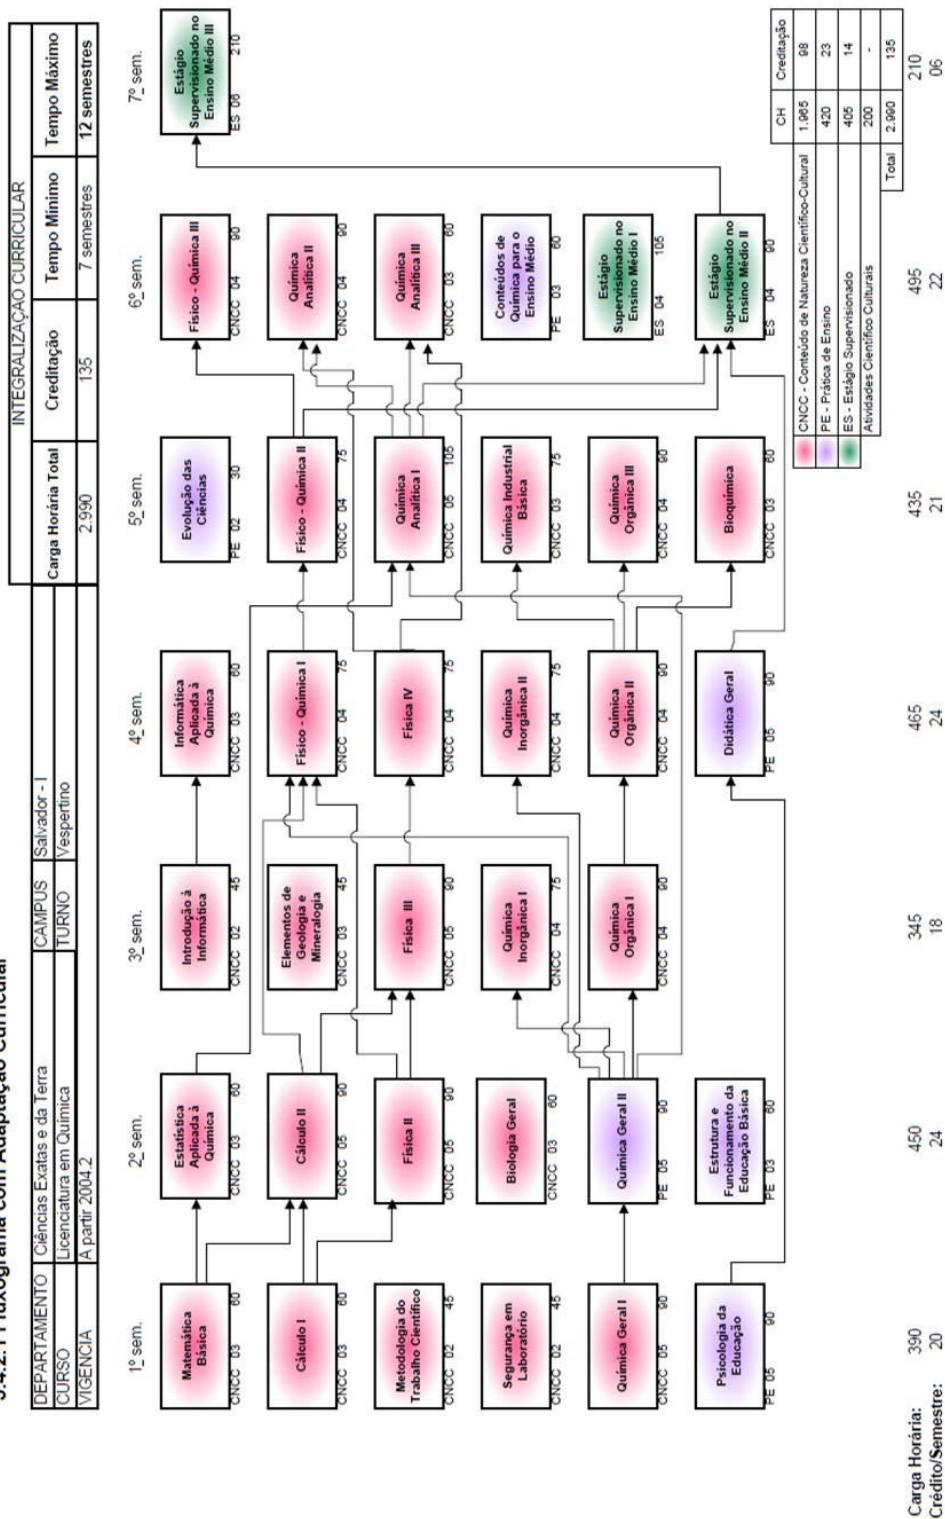 5.4.2.1 Fluxograma com Adaptação Curricular
DEPARTAMENTO Ciências Exatas e da Terra CAMPUS Salvador - I
CURSO Licenciatura em Química TURNO Vespertino
VIGENCIA A partir 2004.2
INTEGRALIZAÇÃO CURRICULAR
Carga Horária Total Creditação Tempo Mínimo Tempo Máximo
2.990 135 7 semestres 12 semestres
1º sem. 2º sem. 3º sem. 4º sem. 5º sem. 6º sem. 7º sem.
Matemática
Básica
CNCC 03 60
Cálculo I
CNCC 03 60
Metodologia do
Trabalho Científico
CNCC 02 45
Segurança em
Laboratório
CNCC 02 45
Química Geral I
CNCC 05 90
Psicologia da
Educação
PE 05 90
Estatística
Aplicada à
Química
CNCC 03 60
Cálculo II
CNCC 05 90
Física II
CNCC 05 90
Biologia Geral
CNCC 03 60
Química Geral II
PE 05 90
Estrutura e
Funcionamento da
Educação Básica
PE 03 60
Introdução à
Informática
CNCC 02 45
Elementos de
Geologia e
Mineralogia
CNCC 03 45
Física III
CNCC 05 90
Química
Inorgânica I
CNCC 04 75
Química
Orgânica I
CNCC 04 90
Informática
Aplicada à
Química
CNCC 03 60
Físico - Química I
CNCC 04 75
Física IV
CNCC 04 75
Química
Inorgânica II
CNCC 04 75
Química
Orgânica II
CNCC 04 90
Didática Geral
PE 05 90
Evolução das
Ciências
PE 02 30
Físico - Química II
CNCC 04 75
Química
Analítica I
CNCC 05 105
Química Industrial
Básica
CNCC 03 75
Química
Orgânica III
CNCC 04 90
Bioquímica
CNCC 03 60
Físico - Química III
CNCC 04 90
Química
Analítica II
CNCC 04 90
Química
Analítica III
CNCC 03 60
Conteúdos de
Química para o
Ensino Médio
PE 03 60
Estágio
Supervisionado no
Ensino Médio I
ES 04 105
Estágio
Supervisionado no
Ensino Médio II
ES 04 90
Estágio
Supervisionado no
Ensino Médio III
ES 06 210
CH Creditação
CNCC - Conteúdo de Natureza Científico-Cultural 1.965 98
PE - Prática de Ensino 420 23
ES - Estágio Supervisionado 405 14
Atividades Científico Culturais 200 -
Total 2.990 135
Carga Horária: 390 450 345 465 435 495 210
Crédito/Semestre: 20 24 18 24 21 22 06